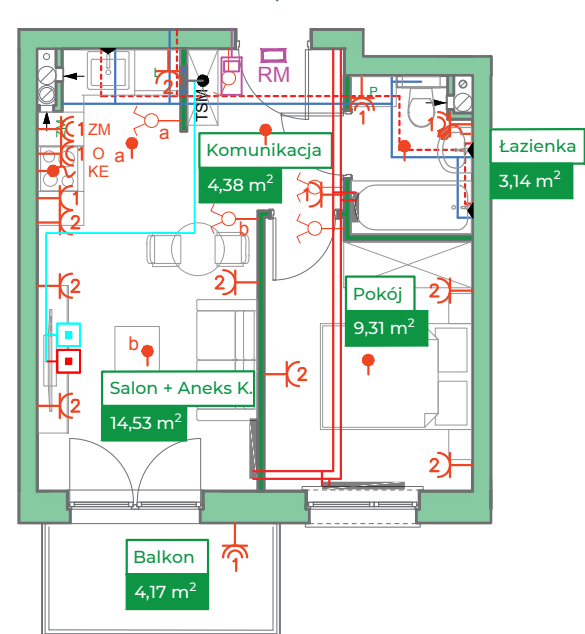 RM
TSM
2
P
1
ZM
a
1
O
KE
a
1
2
Komunikacja
4,38 m²
1
Łazienka
3,14 m²
1
b
2
2
2
Pokój
9,31 m²
b
2
Salon + Aneks K.
14,53 m²
2
2
Balkon
4,17 m²
1